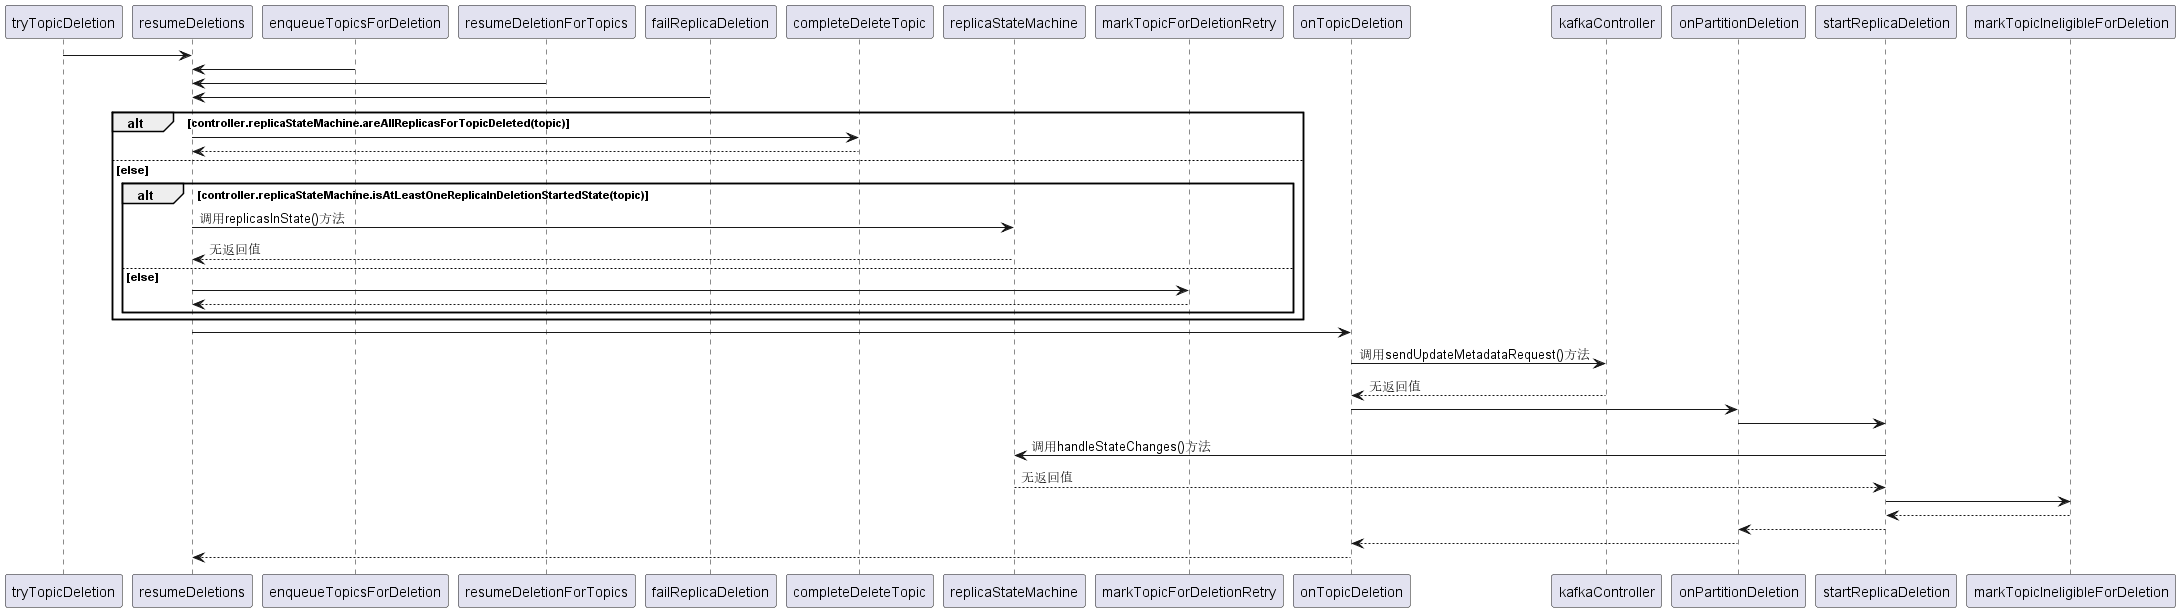 tryTopicDeletion
resumeDeletions
enqueueTopicsForDeletion
resumeDeletionForTopics
failReplicaDeletion
completeDeleteTopic
replicaStateMachine
markTopicForDeletionRetry
onTopicDeletion
kafkaController
onPartitionDeletion
startReplicaDeletion
markTopicIneligibleForDeletion
alt
[controller.replicaStateMachine.areAllReplicasForTopicDeleted(topic)]
[else]
alt
[controller.replicaStateMachine.isAtLeastOneReplicaInDeletionStartedState(topic)]
调用replicasInState()方法
无返回值
[else]
调用sendUpdateMetadataRequest()方法
无返回值
调用handleStateChanges()方法
无返回值
tryTopicDeletion
resumeDeletions
enqueueTopicsForDeletion
resumeDeletionForTopics
failReplicaDeletion
completeDeleteTopic
replicaStateMachine
markTopicForDeletionRetry
onTopicDeletion
kafkaController
onPartitionDeletion
startReplicaDeletion
markTopicIneligibleForDeletion